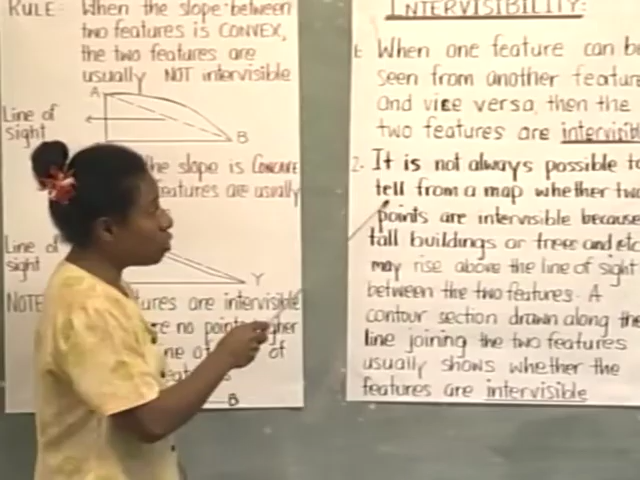 RULE: When the slope between
two features is CONVEX,
the two features are
usually NOT intervisible
A
Line of
sight
B
the slope is CONCAVE
features are usually
Line of
sight
Y
NOTE
tures are intervisible
re no points higher
of
B
INTERVISIBILITY:
1. When one feature can be
seen from another feature
and vice versa, then the
two features are intervisibl
2. It is not always possible to
tell from a map whether two
points are intervisible because
tall buildings or trees and etc
may rise above the line of sight
between the two features. A
contour section drawn along the
line joining the two features
usually shows whether the
features are intervisible